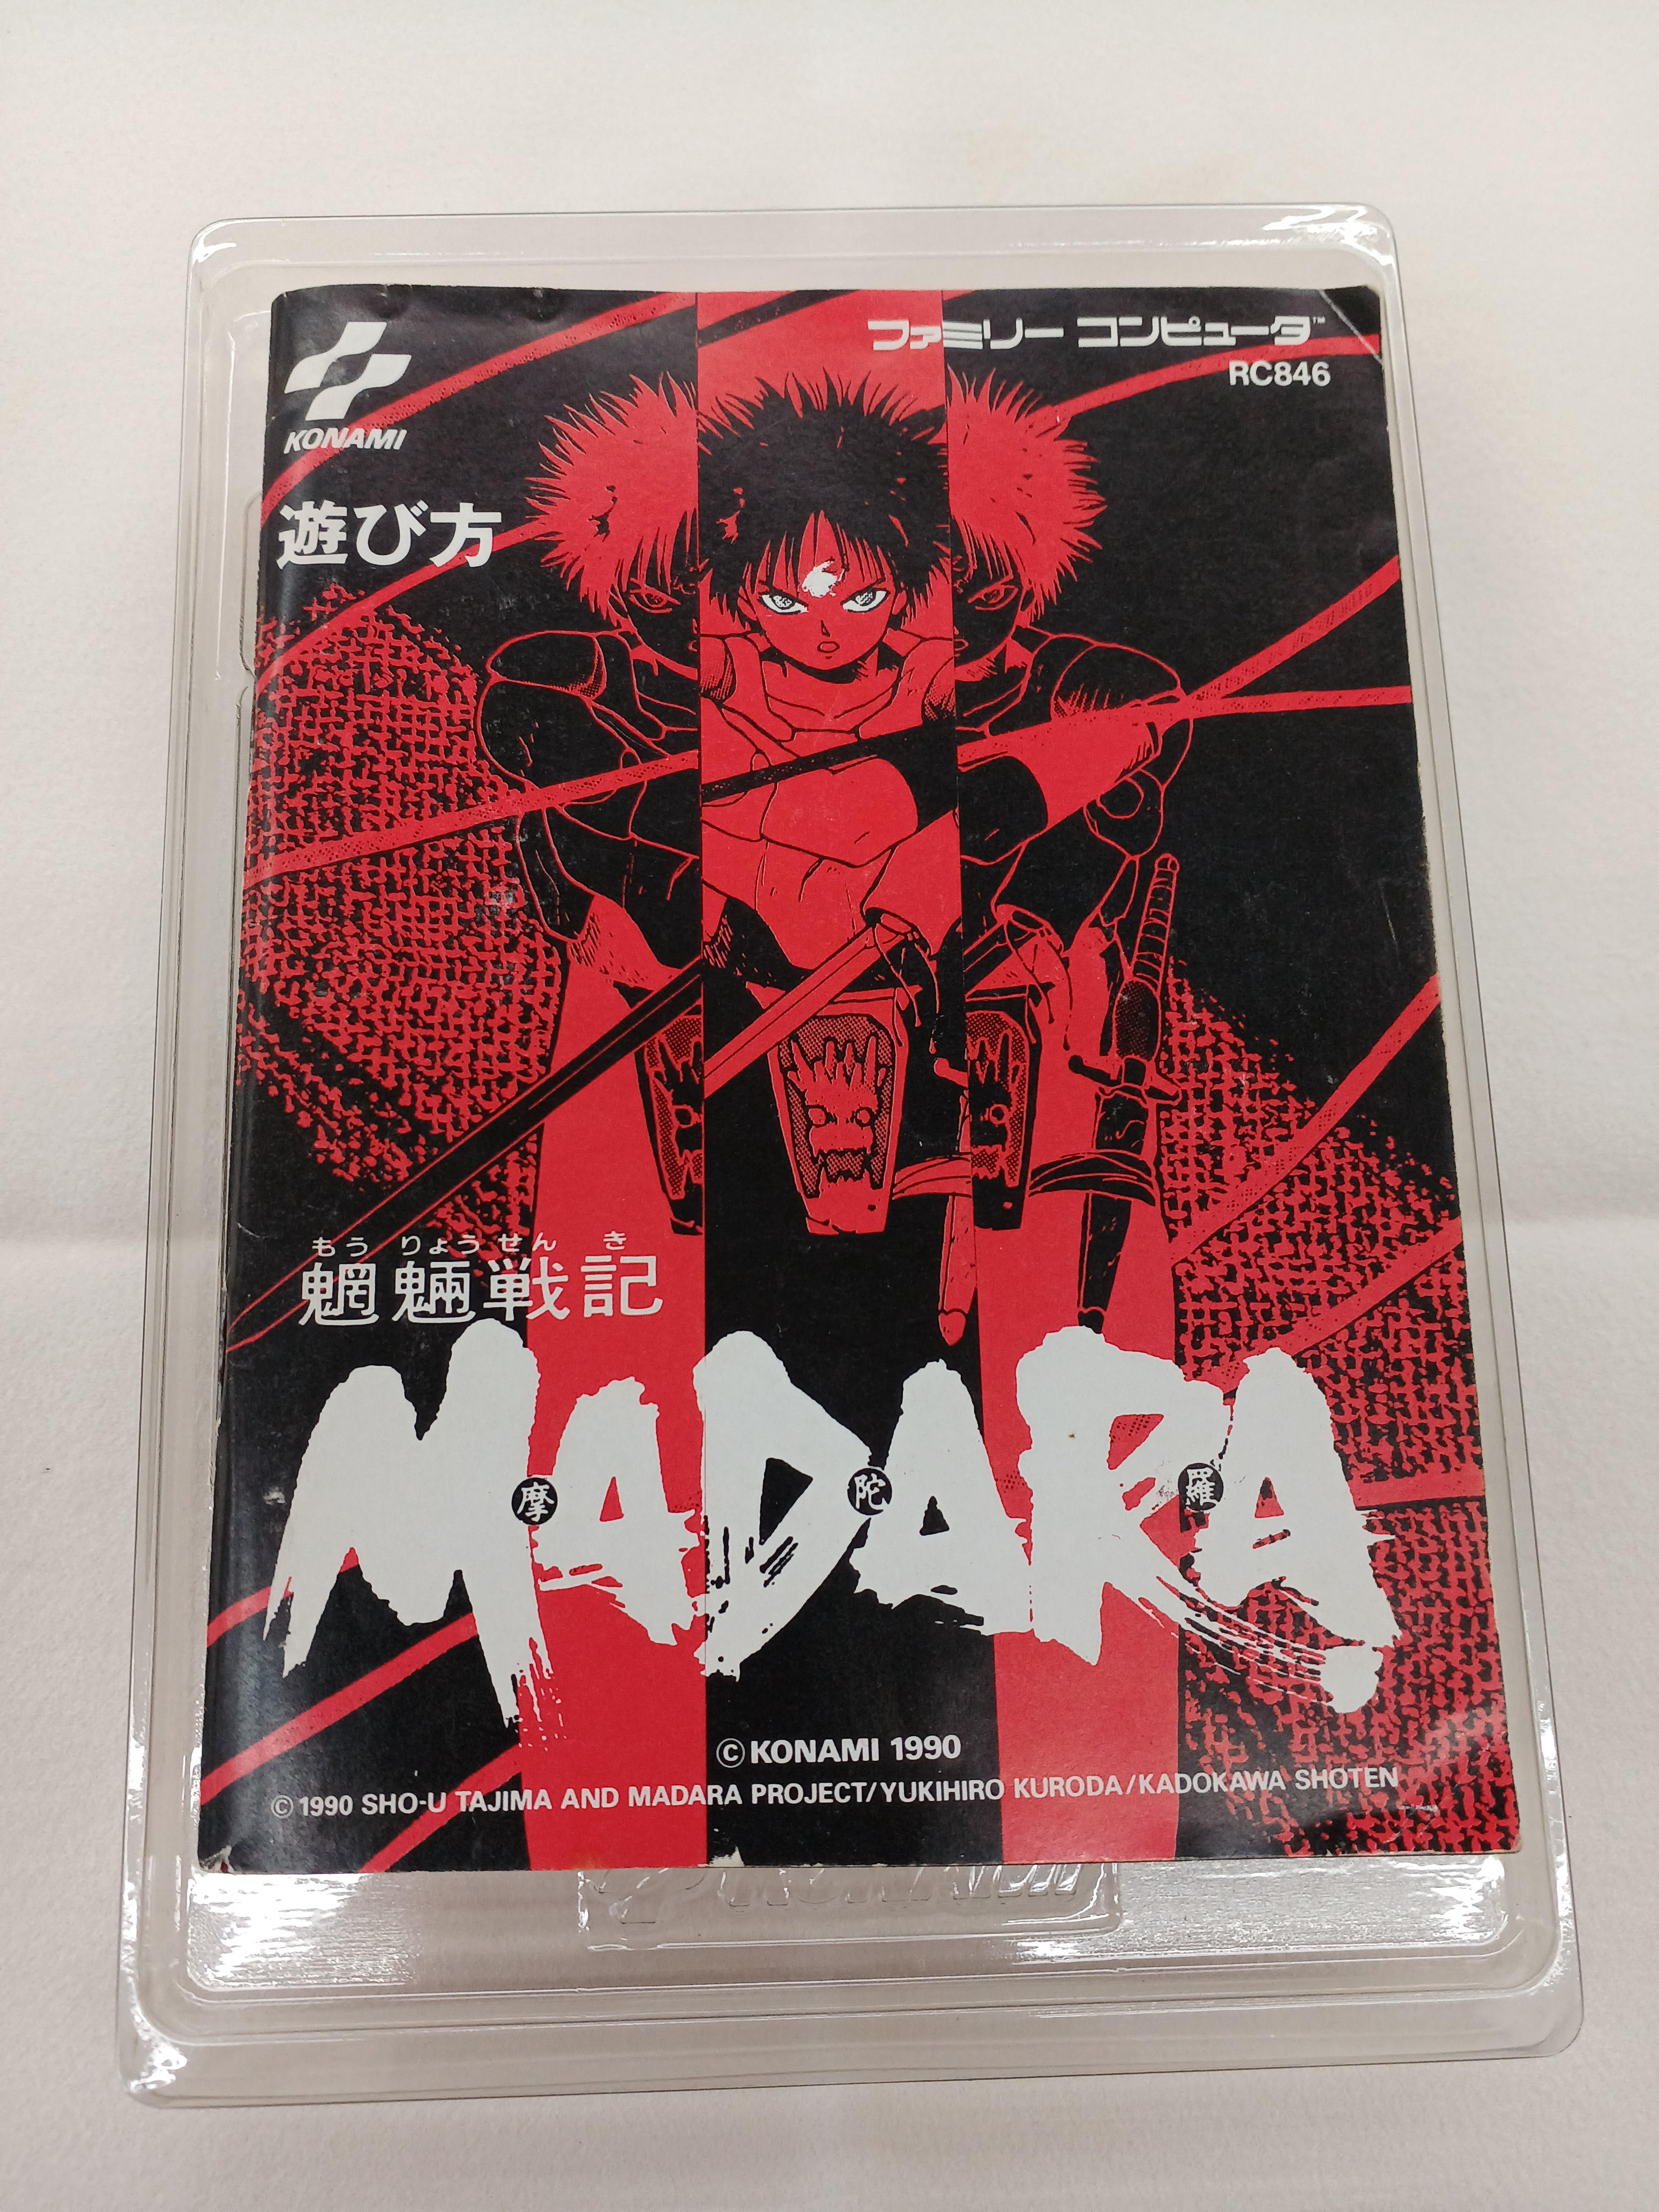 ファミリー コンピュータ™
RC846
KONAMI
遊び方
もうりょうせんき
魍魎戦記
MADARA
摩陀羅
©KONAMI 1990
©1990 SHO-U TAJIMA AND MADARA PROJECT/YUKIHIRO KURODA/KADOKAWA SHOTEN
KONAMI